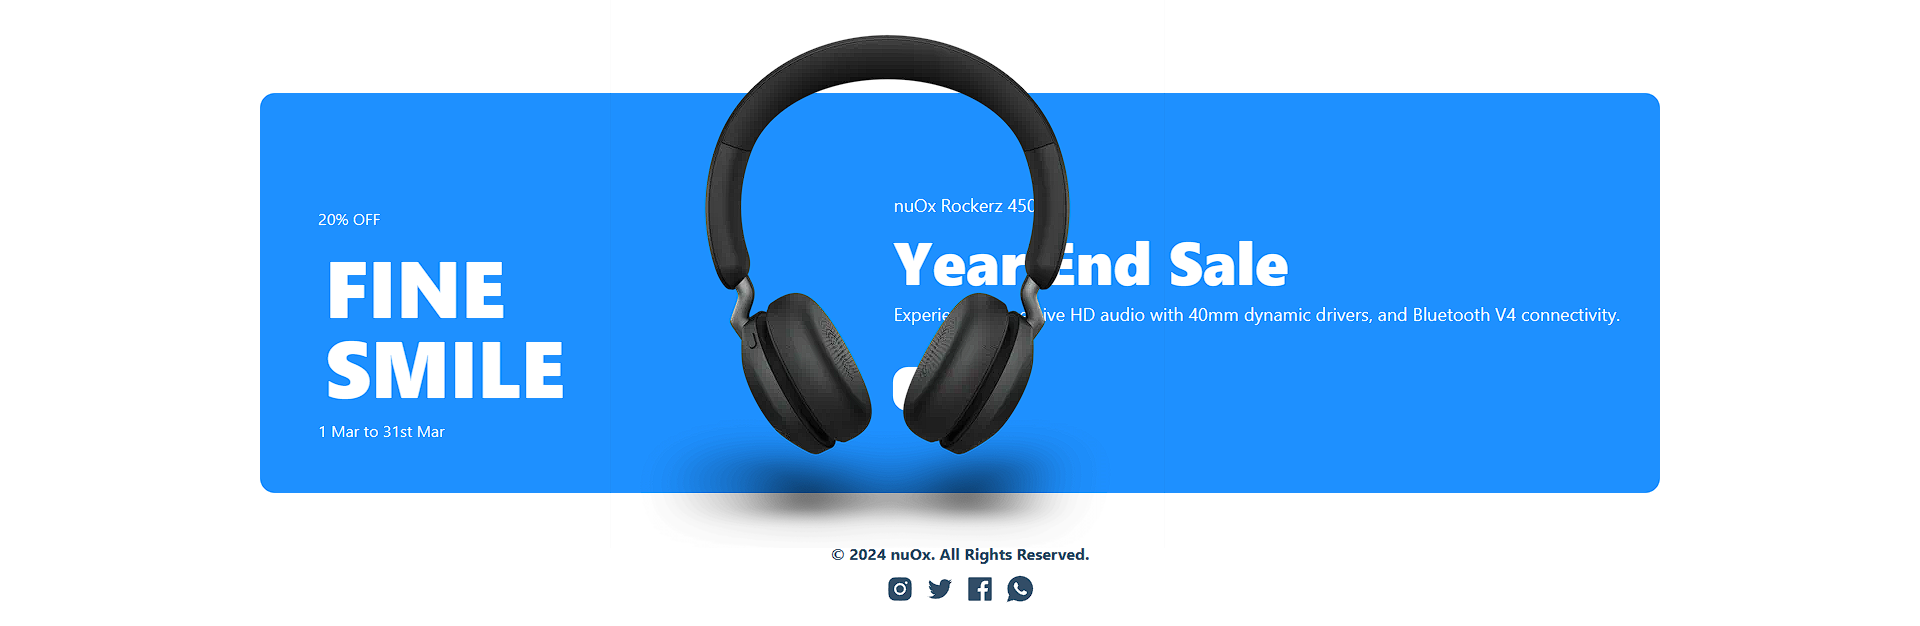 20% OFF
FINE
SMILE
1 Mar to 31st Mar
nuOx Rockerz 450
Year End Sale
HD audio with 40mm dynamic drivers, and Bluetooth V4 connectivity.
© 2024 nuOx. All Rights Reserved.